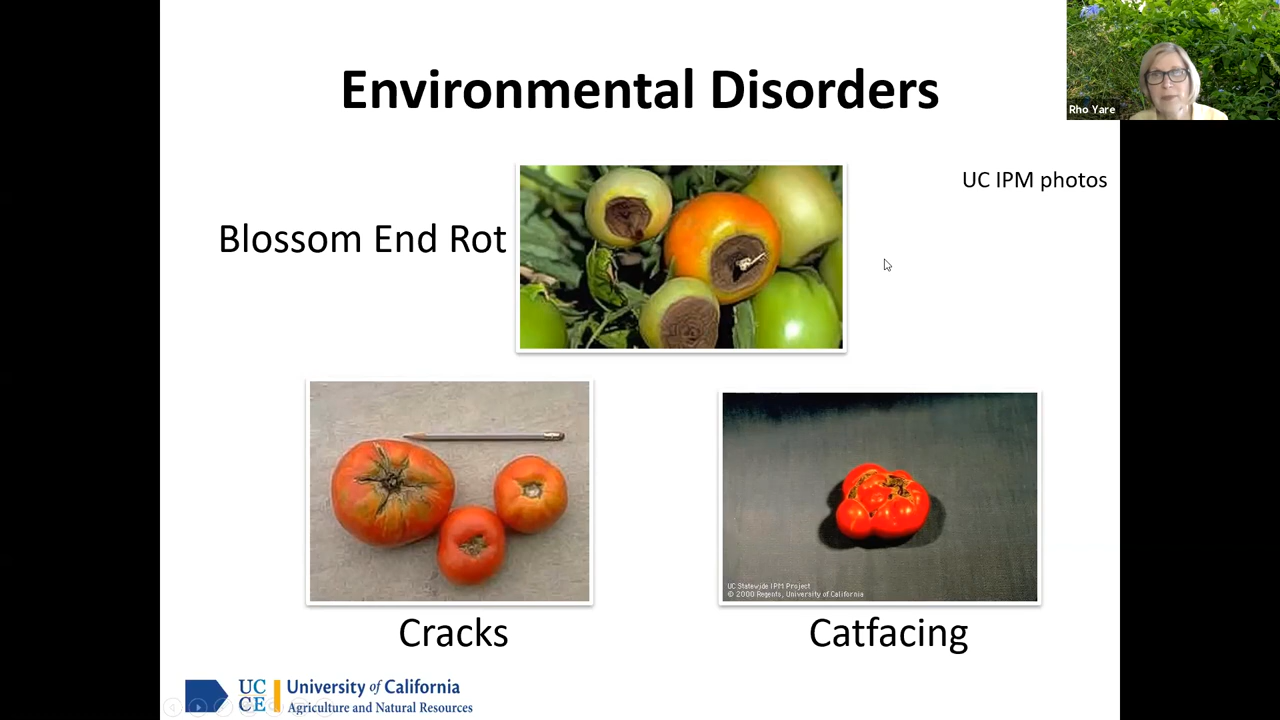 Environmental Disorders
Rho Yare
UC IPM photos
Blossom End Rot
UC Statewide IPM Project
© 2000 Regents, University of California
Cracks
Catfacing
UC
CE
University of California
Agriculture and Natural Resources